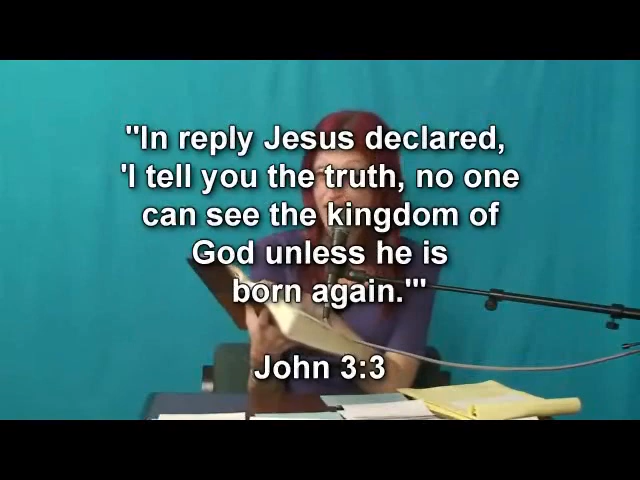 "In reply Jesus declared,
'I tell you the truth, no one
can see the kingdom of
God unless he is
born again.'"
John 3:3